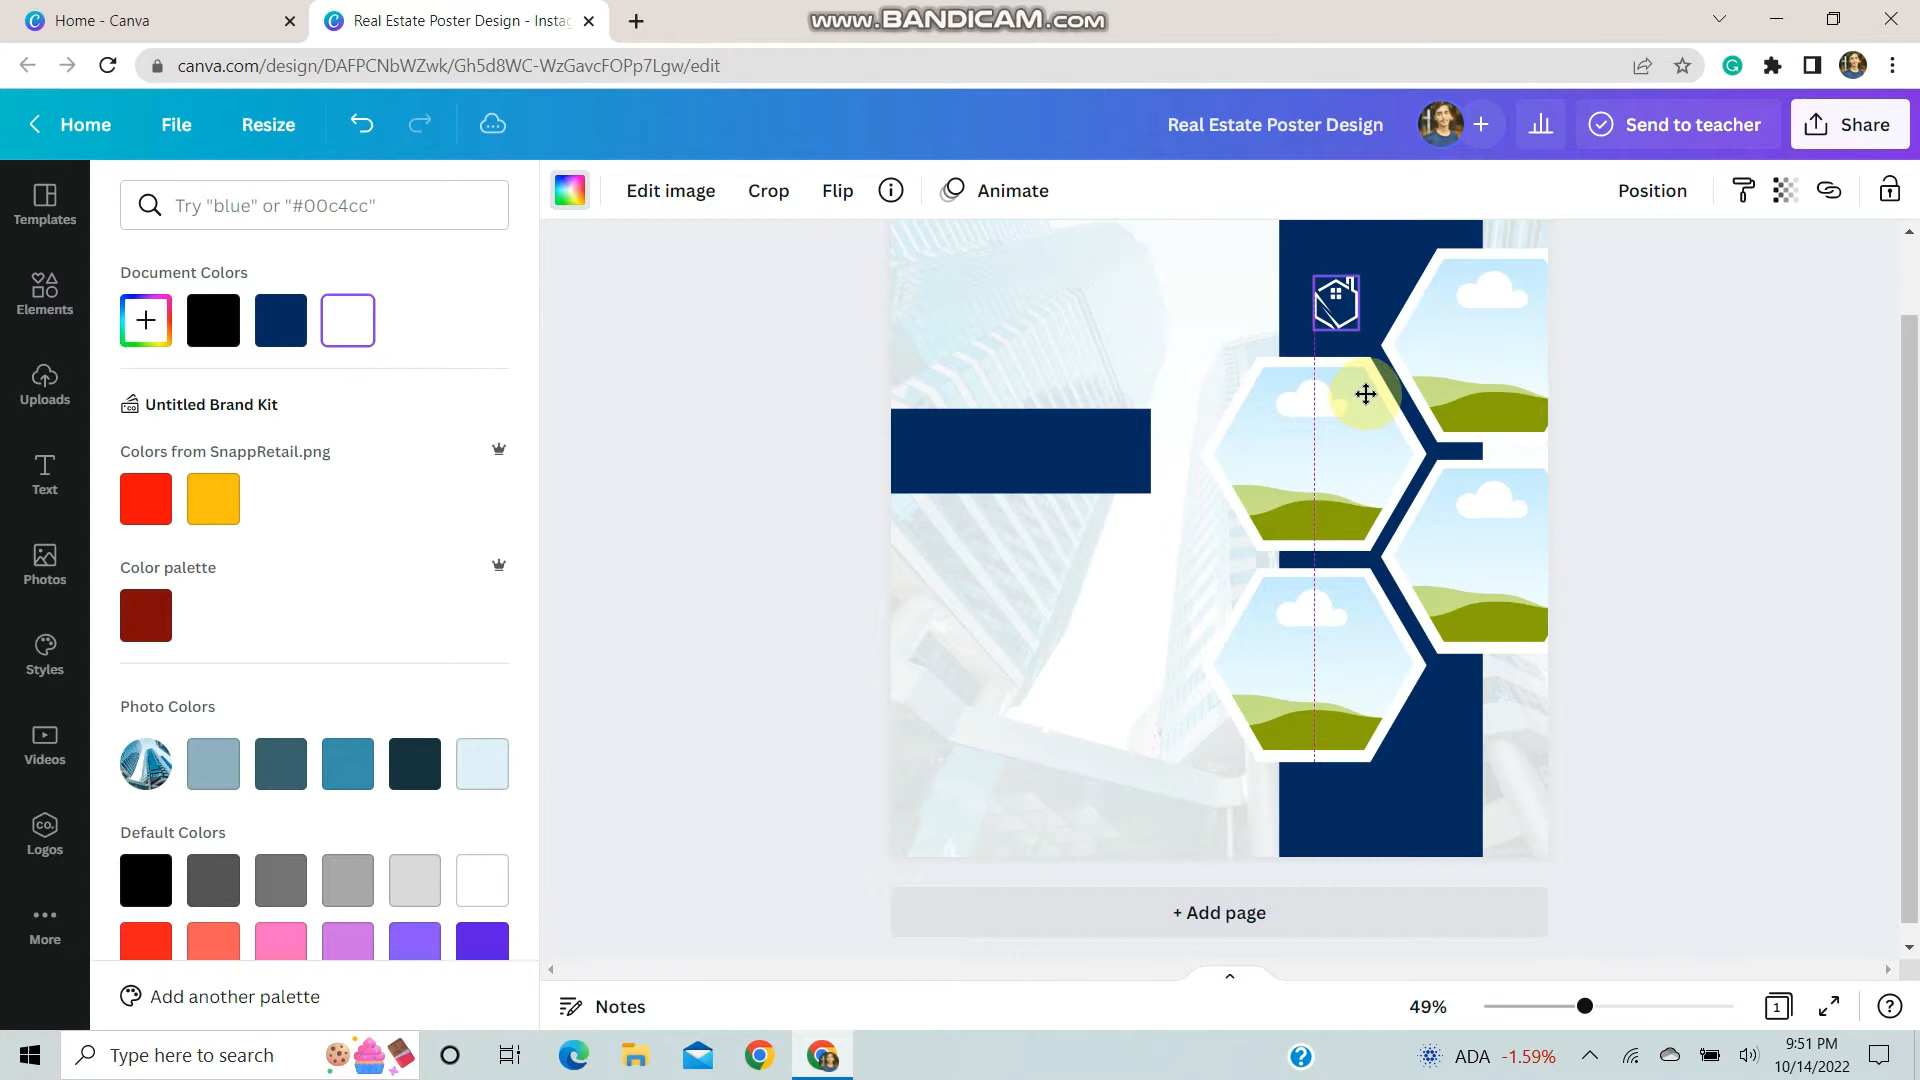 Home - Canva
Real Estate Poster Design - Insta
www.BANDICAM.com
canva.com/design/DAFPCNbWZwk/Gh5d8WC-WzGavcFOPp7Lgw/edit
Home
File
Resize
Real Estate Poster Design
Send to teacher
Share
Templates
Elements
Uploads
Text
Photos
Styles
Videos
CO.
Logos
More
Try "blue" or "#00c4cc"
Edit image
Crop
Flip
Animate
Position
Document Colors
Untitled Brand Kit
Colors from SnappRetail.png
Color palette
Photo Colors
Default Colors
Add another palette
+ Add page
Notes
49%
1
Type here to search
ADA -1.59%
9:51 PM
10/14/2022